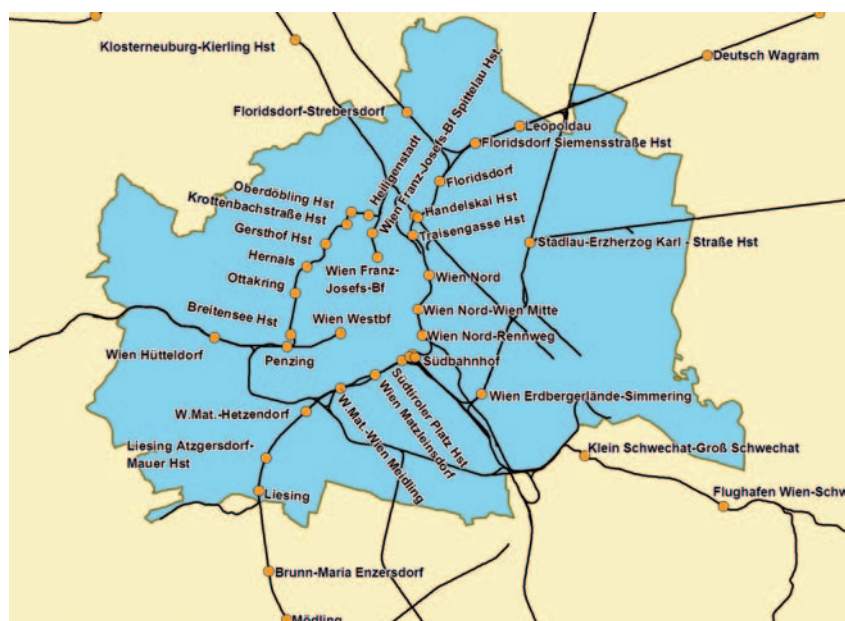 Klosterneuburg-Kierling Hst
Deutsch Wagram
Floridsdorf-Strebersdorf
Wien Franz-Josefs-Bf Spittelau Hst.
Leopoldau
Floridsdorf Siemensstraße Hst
Heiligenstadt
Floridsdorf
Oberdöbling Hst
Krottenbachstraße Hst
Handelskai Hst
Gersthof Hst
Traisengasse Hst
Stadlau-Erzherzog Karl - Straße Hst
Hernals
Wien Franz-
Josefs-Bf
Wien Nord
Ottakring
Breitensee Hst
Wien Westbf
Wien Nord-Wien Mitte
Wien Nord-Rennweg
Wien Hütteldorf
Penzing
Südbahnhof
Südtiroler Platz Hst
Wien Matzleinsdorf
W.Mat.-Wien Meidling
Wien Erdbergerlände-Simmering
W.Mat.-Hetzendorf
Liesing Atzgersdorf-
Mauer Hst
Klein Schwechat-Groß Schwechat
Liesing
Flughafen Wien-Schw
Brunn-Maria Enzersdorf
Mödling